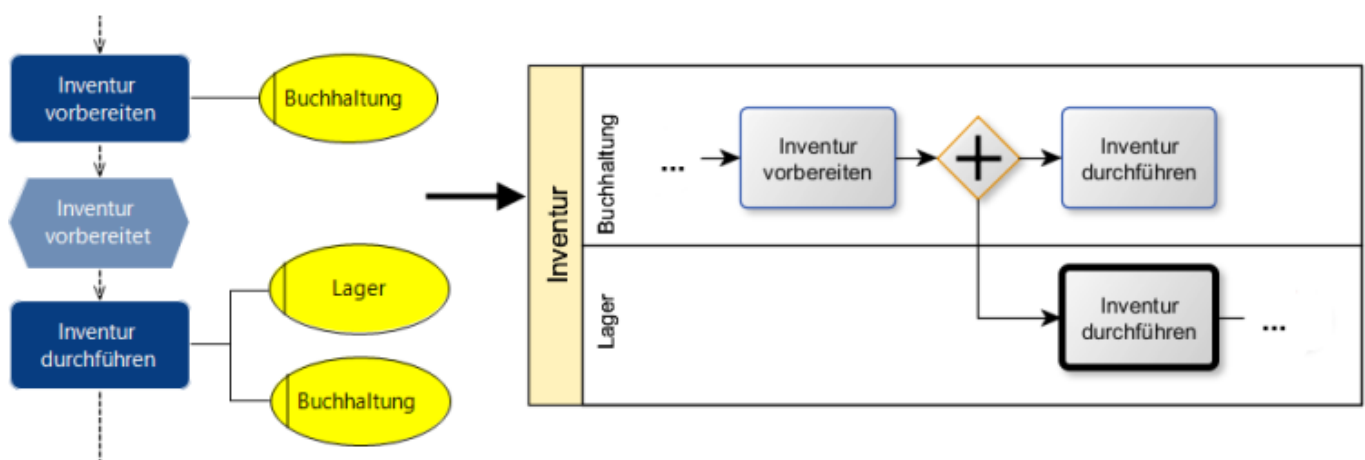 Inventur
vorbereiten
Buchhaltung
Inventur
vorbereitet
Lager
Inventur
durchführen
Buchhaltung
Inventur
Buchhaltung
...
Inventur
vorbereiten
Inventur
durchführen
Lager
Inventur
durchführen
...